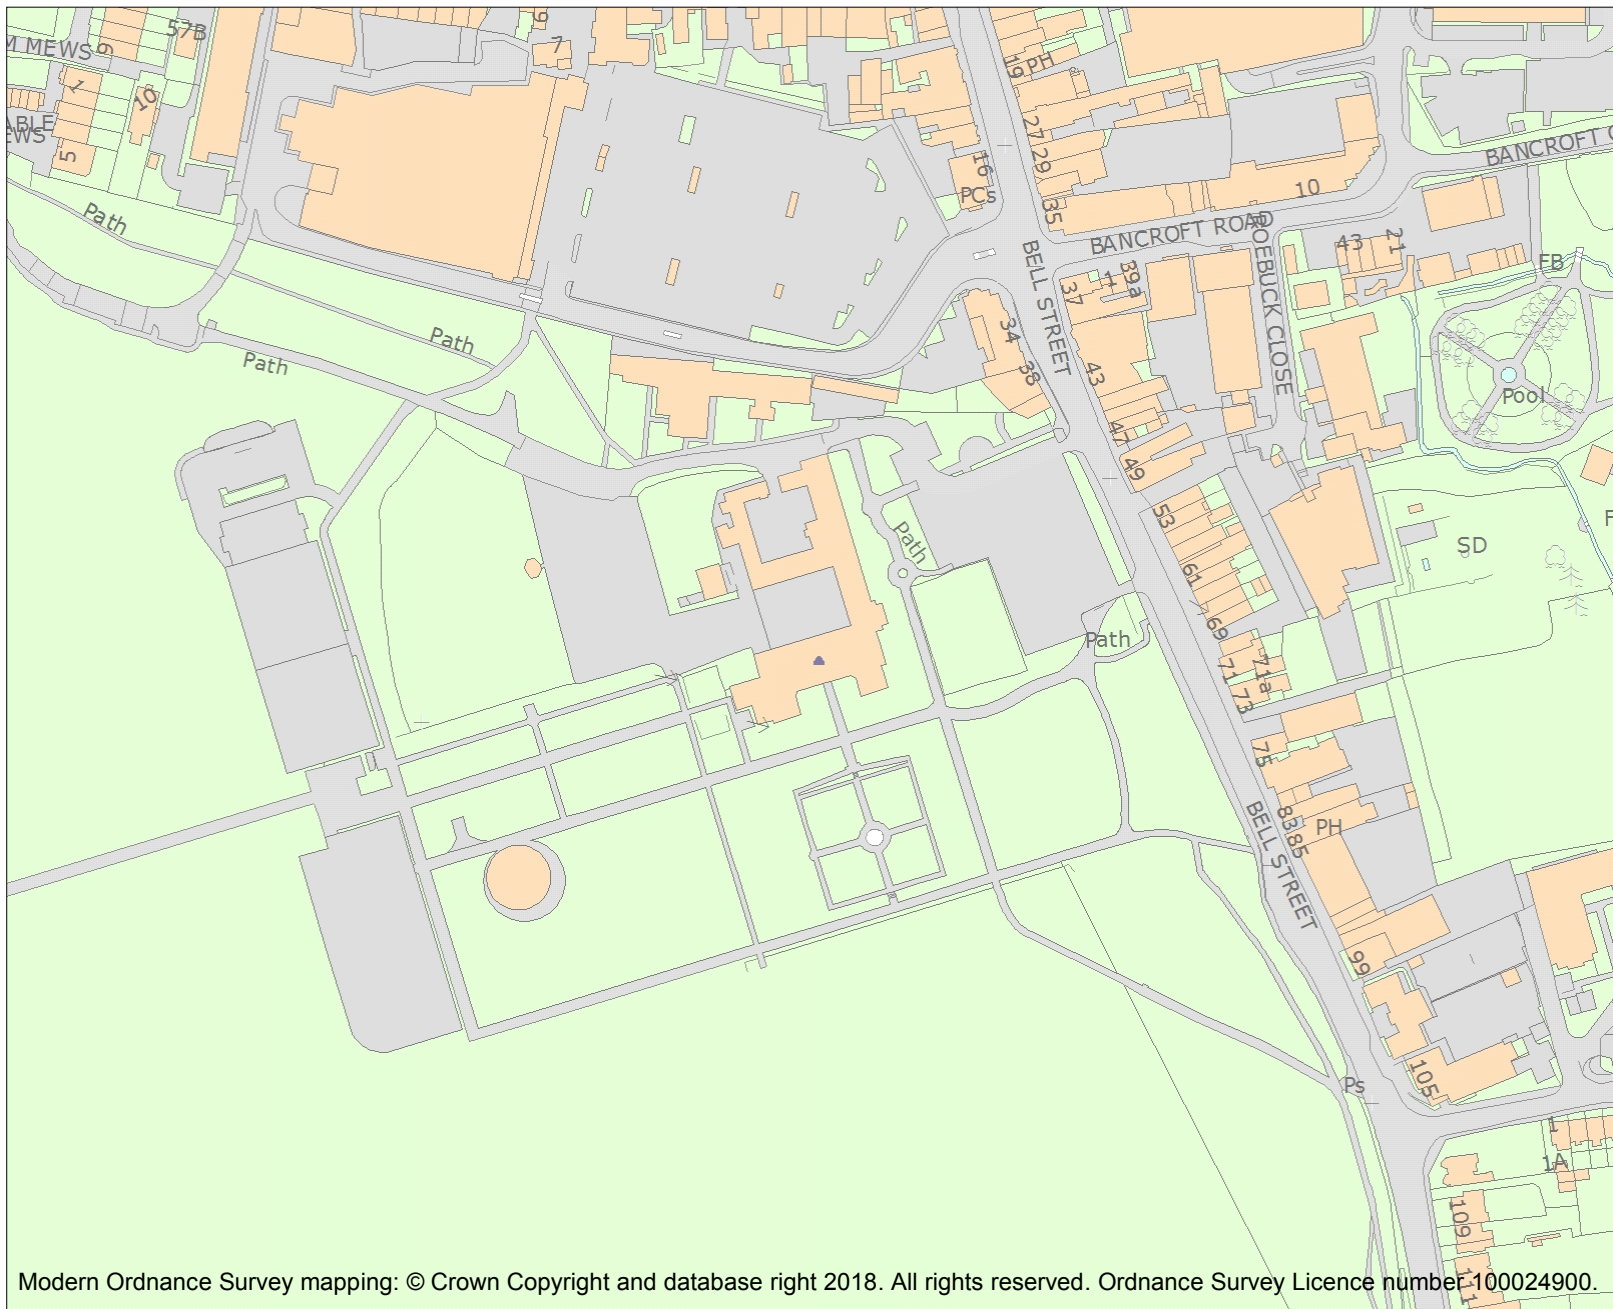 57B
M MEWS
9
6
7
19
PH
1
10
ABLE
EWS
5
27
29
16
PCs
35
10
BANCROFT
Path
BELL STREET
BANCROFT ROAD
ROEBUCK CLOSE
43
21
FB
1
39a
37
34
38
43
Path
Path
Pool
47
49
53
Path
SD
61
69
Path
71
71a
73
75
BELL STREET
83
85
PH
99
105
Ps
1
1A
109
111
Modern Ordnance Survey mapping: © Crown Copyright and database right 2018. All rights reserved. Ordnance Survey Licence number 100024900.